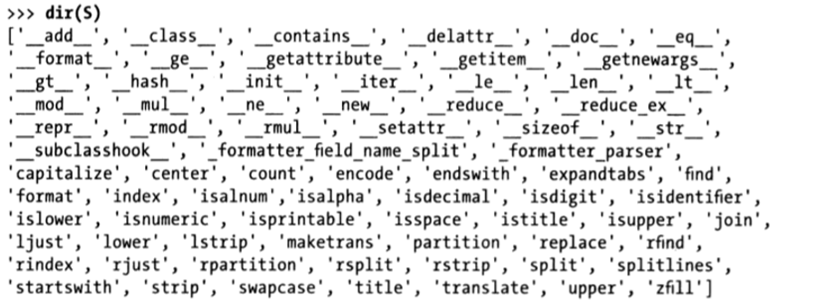 >>> dir(S)
['__add__', '__class__', '__contains__', '__delattr__', '__doc__', '__eq__',
'__format__', '__ge__', '__getattribute__', '__getitem__', '__getnewargs__',
'__gt__', '__hash__', '__init__', '__iter__', '__le__', '__len__', '__lt__',
'__mod__', '__mul__', '__ne__', '__new__', '__reduce__', '__reduce_ex__',
'__repr__', '__rmod__', '__rmul__', '__setattr__', '__sizeof__', '__str__',
'__subclasshook__', '_formatter_field_name_split', '_formatter_parser',
'capitalize', 'center', 'count', 'encode', 'endswith', 'expandtabs', 'find',
'format', 'index', 'isalnum','isalpha', 'isdecimal', 'isdigit', 'isidentifier',
'islower', 'isnumeric', 'isprintable', 'isspace', 'istitle', 'isupper', 'join',
'ljust', 'lower', 'lstrip', 'maketrans', 'partition', 'replace', 'rfind',
'rindex', 'rjust', 'rpartition', 'rsplit', 'rstrip', 'split', 'splitlines',
'startswith', 'strip', 'swapcase', 'title', 'translate', 'upper', 'zfill']